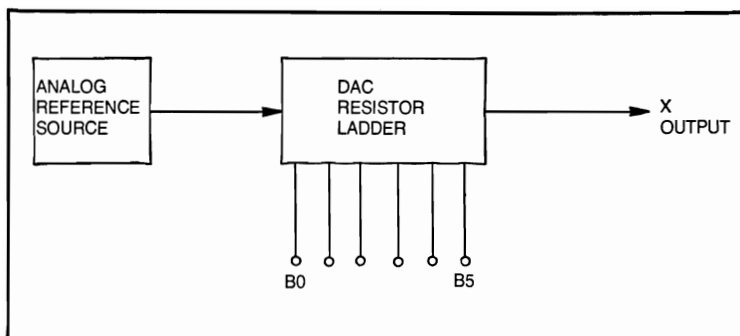 ANALOG
REFERENCE
SOURCE
DAC
RESISTOR
LADDER
X
OUTPUT
B0
B5